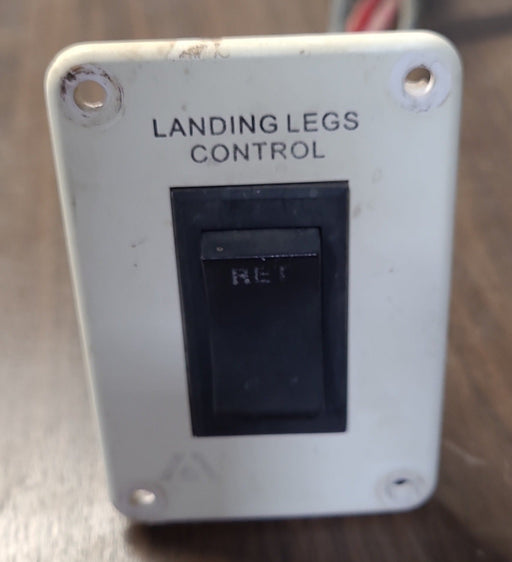 LANDING LEGS
CONTROL
RET